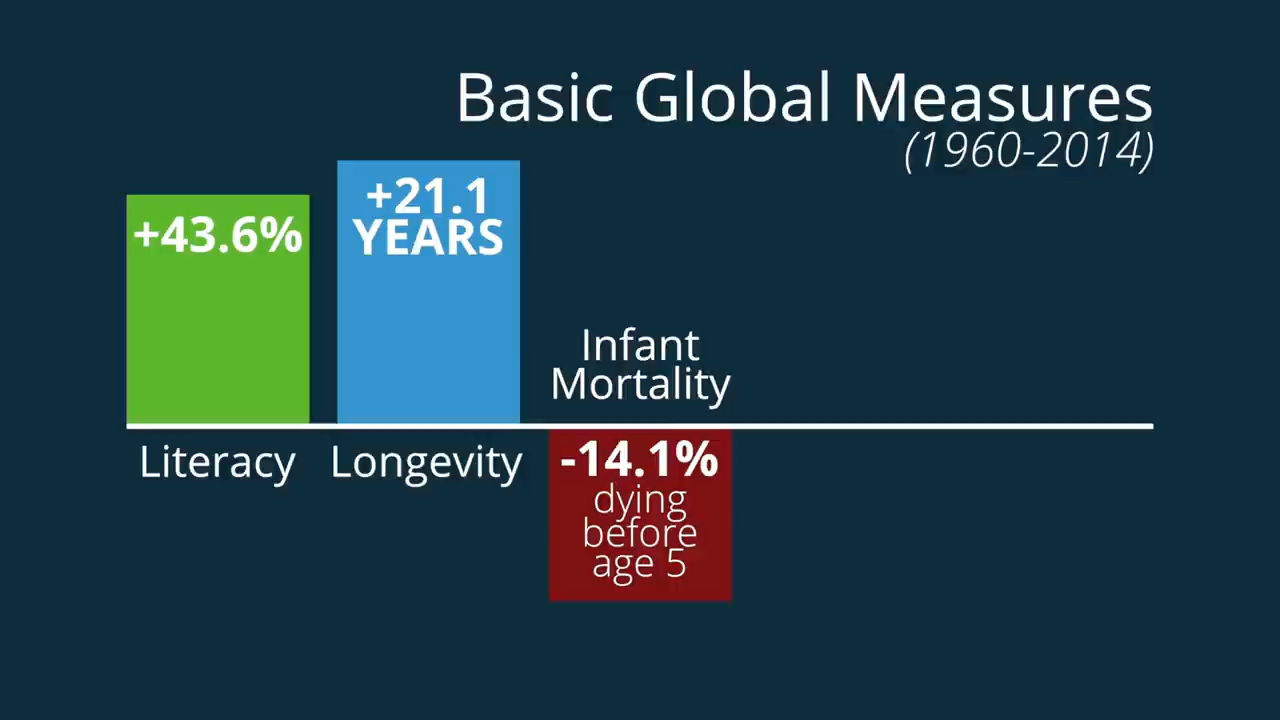 Basic Global Measures
(1960-2014)
+43.6%
+21.1
YEARS
Infant
Mortality
Literacy
Longevity
-14.1%
dying
before
age 5